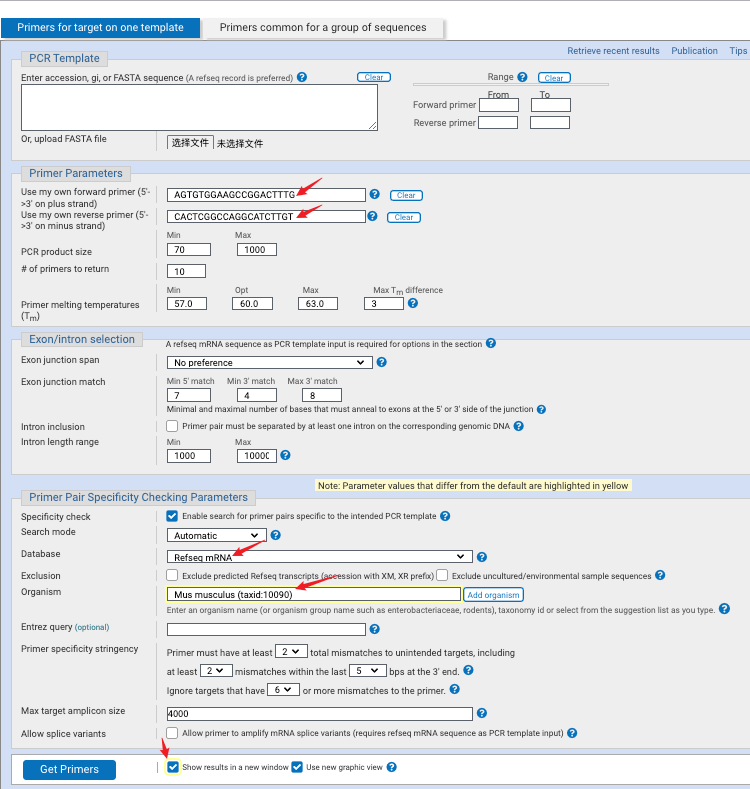 Primers for target on one template
Primers common for a group of sequences
Retrieve recent results Publication Tips
PCR Template
Enter accession, gi, or FASTA sequence (A refseq record is preferred) ? Clear
Range ? Clear
From To
Forward primer
Reverse primer
Or, upload FASTA file
选择文件 未选择文件
Primer Parameters
Use my own forward primer (5'->3' on plus strand)
AGTGTGGAAGCCGGACTTTG ? Clear
Use my own reverse primer (5'->3' on minus strand)
CACTCGGCCAGGCATCTTGT ? Clear
Min Max
PCR product size 70 1000
# of primers to return 10
Min Opt Max Max Tm difference
Primer melting temperatures (Tm) 57.0 60.0 63.0 3 ?
Exon/intron selection
A refseq mRNA sequence as PCR template input is required for options in the section ?
Exon junction span No preference ?
Exon junction match Min 5' match Min 3' match Max 3' match
7 4 8
Minimal and maximal number of bases that must anneal to exons at the 5' or 3' side of the junction ?
Intron inclusion Primer pair must be separated by at least one intron on the corresponding genomic DNA ?
Intron length range Min Max
1000 1000C ?
Note: Parameter values that differ from the default are highlighted in yellow
Primer Pair Specificity Checking Parameters
Specificity check Enable search for primer pairs specific to the intended PCR template ?
Search mode Automatic ?
Database Refseq mRNA ?
Exclusion Exclude predicted Refseq transcripts (accession with XM, XR prefix) Exclude uncultured/environmental sample sequences ?
Organism Mus musculus (taxid:10090) Add organism
Enter an organism name (or organism group name such as enterobacteriaceae, rodents), taxonomy id or select from the suggestion list as you type. ?
Entrez query (optional) ?
Primer specificity stringency Primer must have at least 2 total mismatches to unintended targets, including
at least 2 mismatches within the last 5 bps at the 3' end. ?
Ignore targets that have 6 or more mismatches to the primer. ?
Max target amplicon size 4000 ?
Allow splice variants Allow primer to amplify mRNA splice variants (requires refseq mRNA sequence as PCR template input) ?
Get Primers Show results in a new window Use new graphic view ?